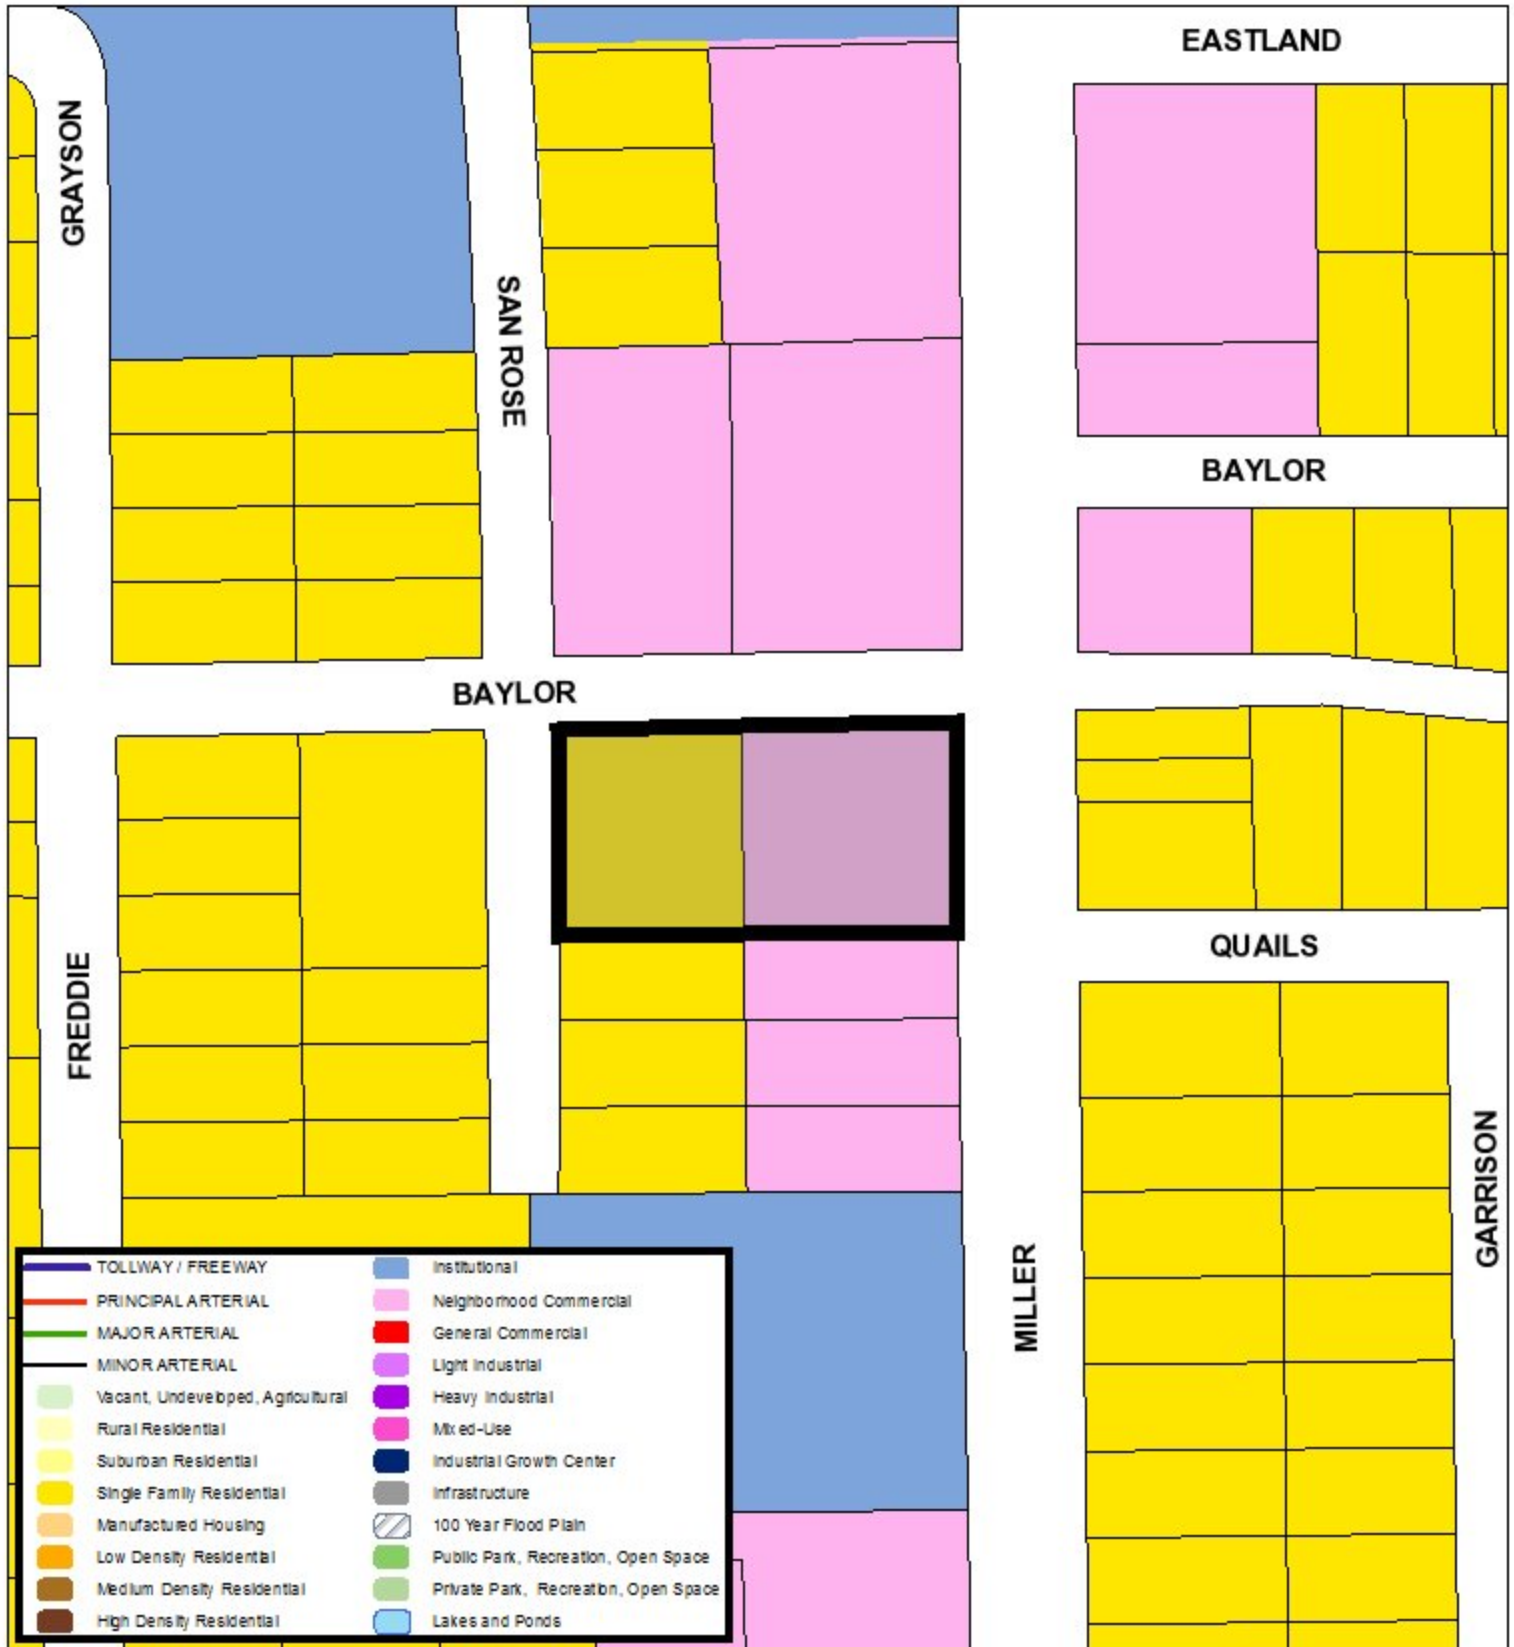 EASTLAND
GRAYSON
SAN ROSE
BAYLOR
BAYLOR
QUAILS
FREDDIE
GARRISON
MILLER
TOLLWAY / FREEWAY
PRINCIPAL ARTERIAL
MAJOR ARTERIAL
MINOR ARTERIAL
Vacant, Undeveloped, Agricultural
Rural Residential
Suburban Residential
Single Family Residential
Manufactured Housing
Low Density Residential
Medium Density Residential
High Density Residential
Institutional
Neighborhood Commercial
General Commercial
Light Industrial
Heavy Industrial
Mixed-Use
Industrial Growth Center
Infrastructure
100 Year Flood Plain
Public Park, Recreation, Open Space
Private Park, Recreation, Open Space
Lakes and Ponds